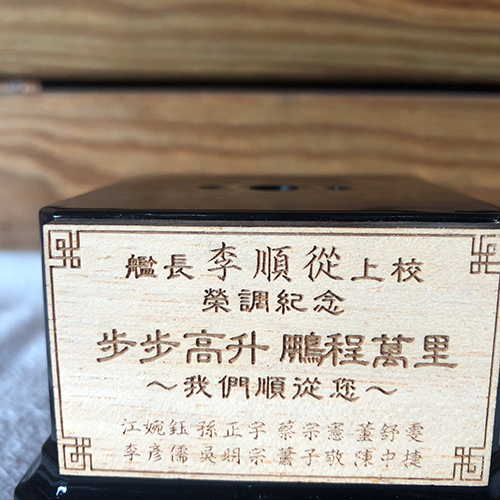 艦長李順從上校
榮調紀念
步步高升 鵬程萬里
～我們順從您～
江婉鈺 孫正宇 蔡宗憲 董舒雯
李彥儒 吳明宗 蕭子敬 陳中捷